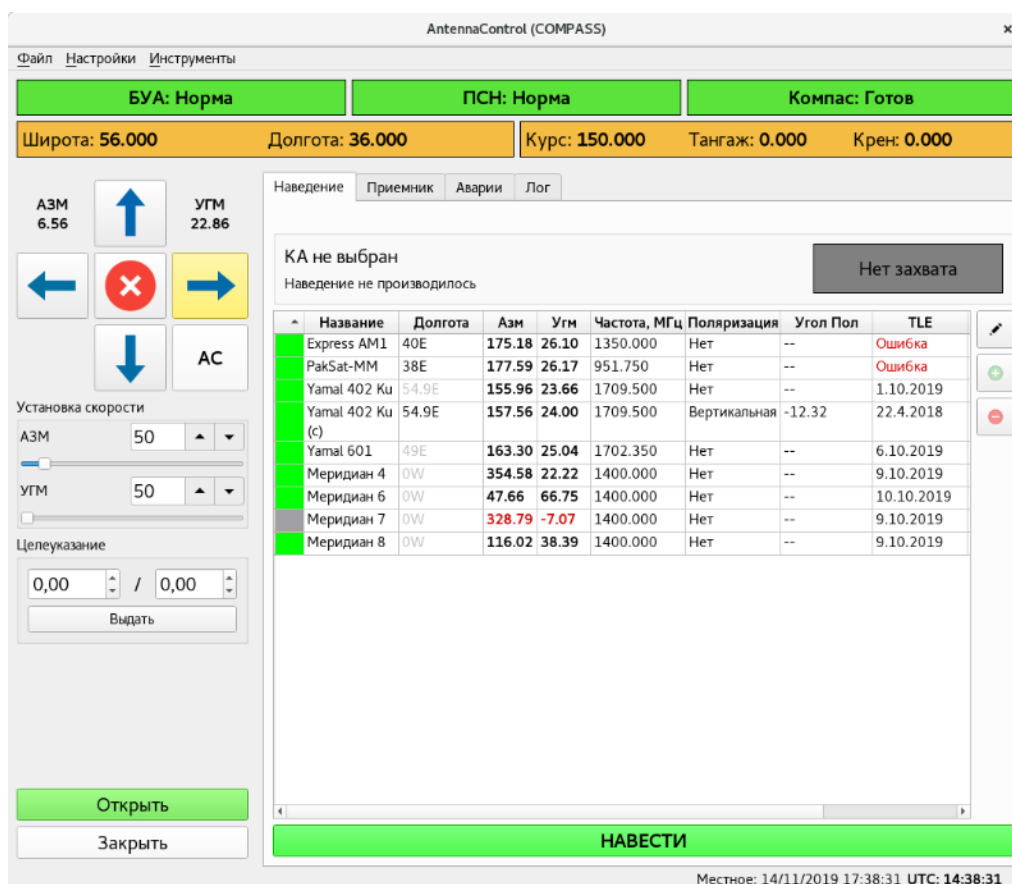 AntennaControl (COMPASS)
Файл Настройки Инструменты
БУА: Норма ПСН: Норма Компас: Готов
Широта: 56.000 Долгота: 36.000 Курс: 150.000 Тангаж: 0.000 Крен: 0.000
АЗМ
6.56
УГМ
22.86
АС
Установка скорости
АЗМ 50
УГМ 50
Целеуказание
0,00 / 0,00
Выдать
Открыть
Закрыть
Наведение Приемник Аварии Лог
КА не выбран
Наведение не производилось
Нет захвата
Название Долгота Азм Угм Частота, МГц Поляризация Угол Пол TLE
Express AM1 40E 175.18 26.10 1350.000 Нет -- Ошибка
PakSat-MM 38E 177.59 26.17 951.750 Нет -- Ошибка
Yamal 402 Ku 54.9E 155.96 23.66 1709.500 Нет -- 1.10.2019
Yamal 402 Ku 54.9E 157.56 24.00 1709.500 Вертикальная -12.32 22.4.2018
(с)
Yamal 601 49E 163.30 25.04 1702.350 Нет -- 6.10.2019
Меридиан 4 0W 354.58 22.22 1400.000 Нет -- 9.10.2019
Меридиан 6 0W 47.66 66.75 1400.000 Нет -- 10.10.2019
Меридиан 7 0W 328.79 -7.07 1400.000 Нет -- 9.10.2019
Меридиан 8 0W 116.02 38.39 1400.000 Нет -- 9.10.2019
НАВЕСТИ
Местное: 14/11/2019 17:38:31 UTC: 14:38:31